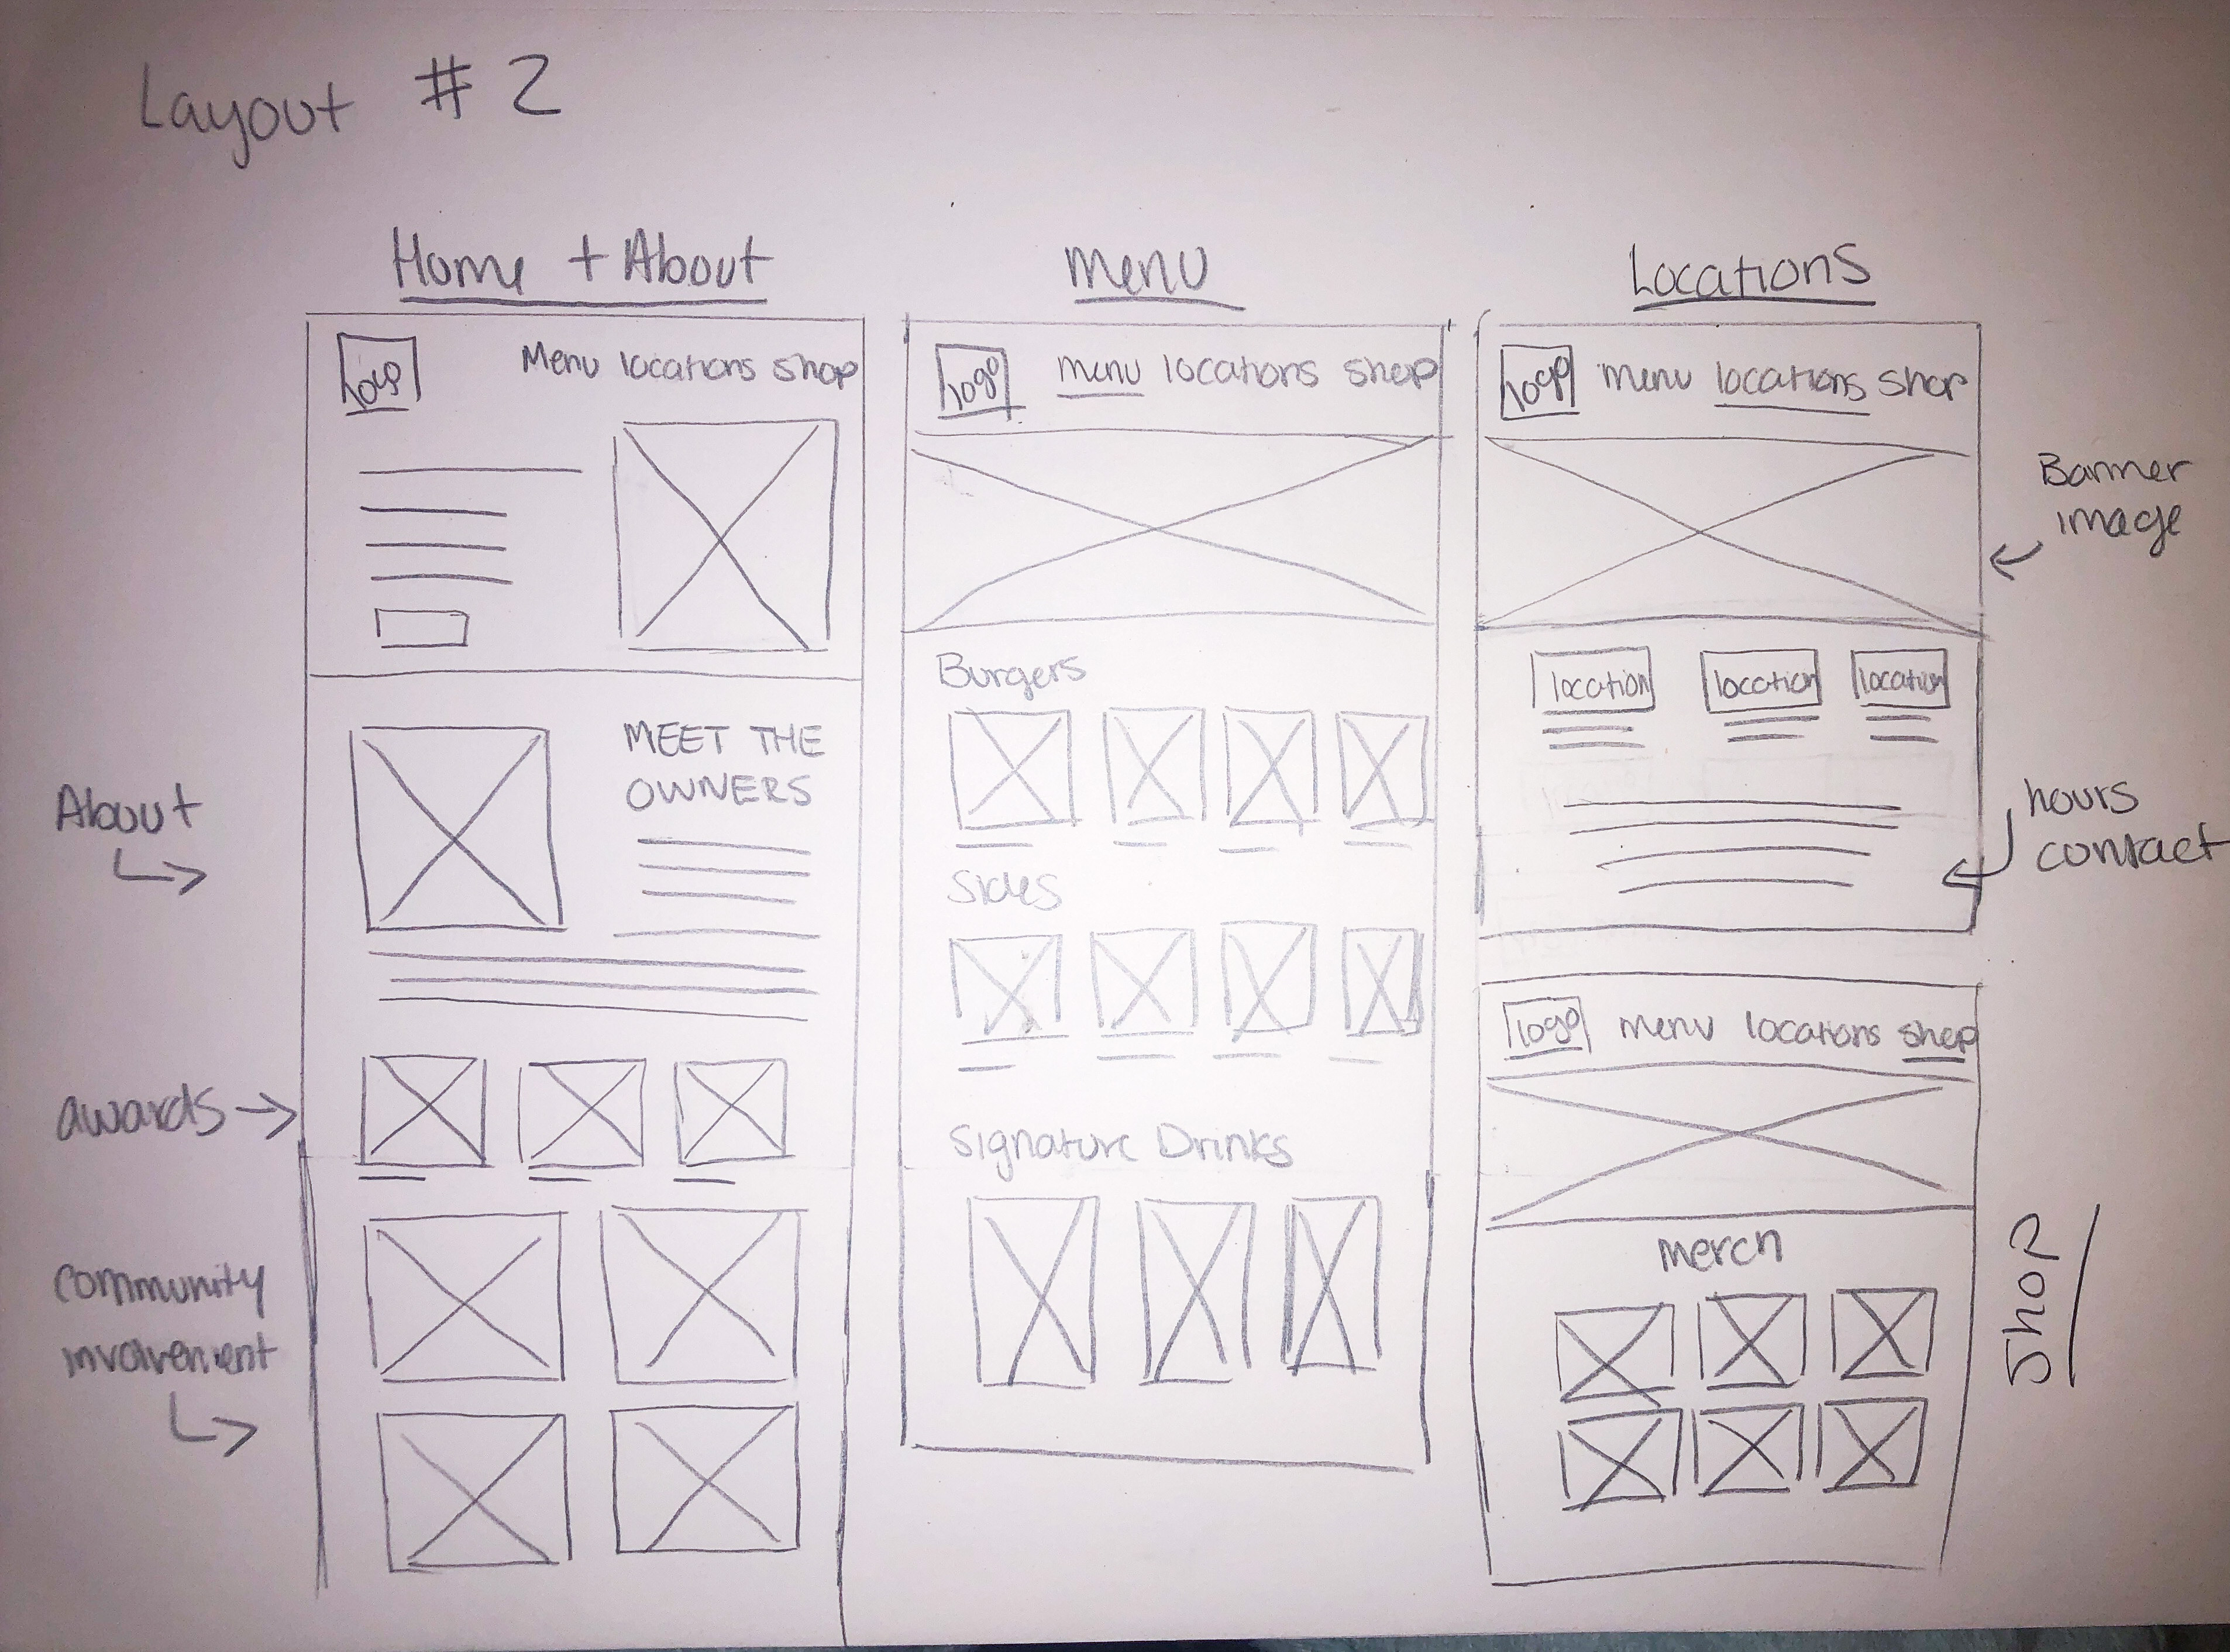 Layout #2
Home + About
logo
Menu locations shop
MEET THE
OWNERS
About
awards
community
involvement
menu
logo
menu locations shop
Burgers
Sides
Signature Drinks
Locations
logo
menu locations shop
Banner
image
location
location
location
hours
contact
logo
menu locations shop
merch
Shop